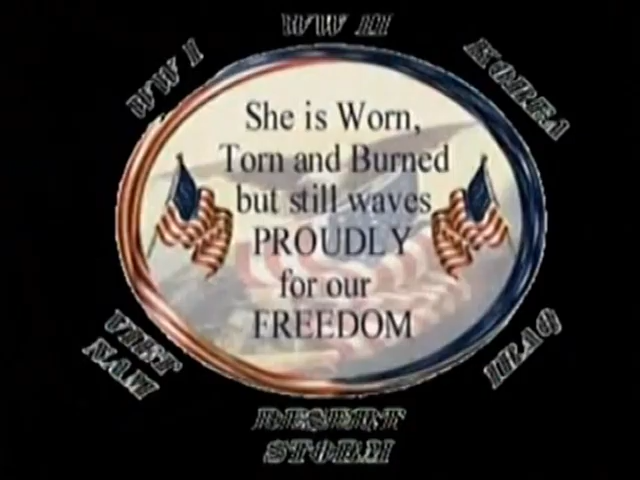 WW I
WW III
KOREA
She is Worn,
Torn and Burned
but still waves
PROUDLY
for our
FREEDOM
VIET
NAM
IRAQ
DESERT
STORM